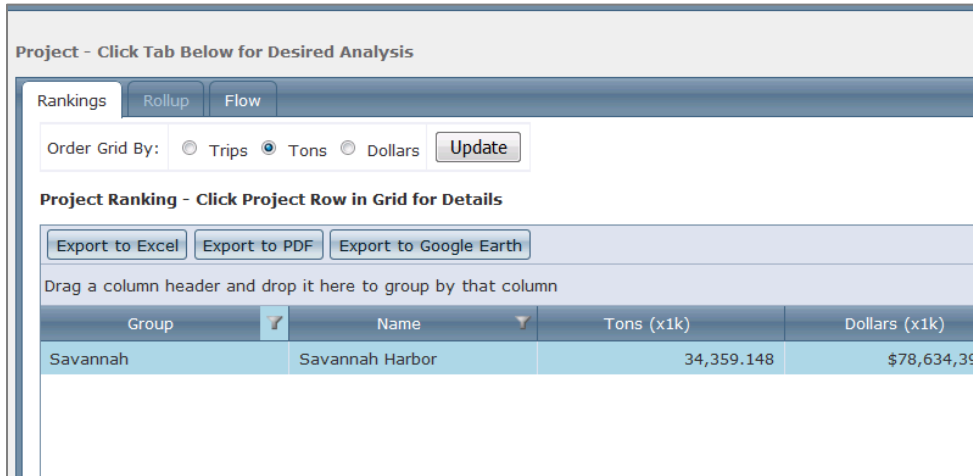 Project - Click Tab Below for Desired Analysis
Rankings Rollup Flow
Order Grid By: Trips Tons Dollars Update
Project Ranking - Click Project Row in Grid for Details
Export to Excel Export to PDF Export to Google Earth
Drag a column header and drop it here to group by that column
Group Name Tons (x1k) Dollars (x1k)
Savannah Savannah Harbor 34,359.148